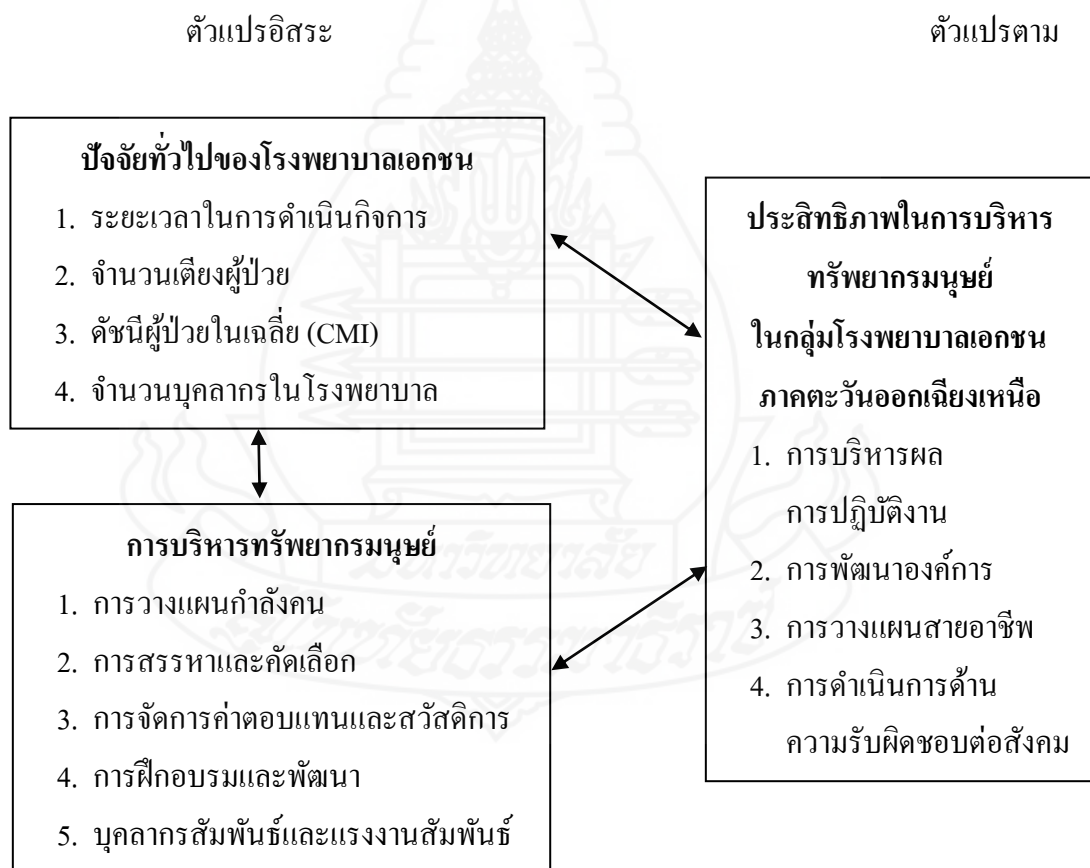 ตัวแปรอิสระ
ตัวแปรตาม
ปัจจัยทั่วไปของโรงพยาบาลเอกชน
1. ระยะเวลาในการดำเนินกิจการ
2. จำนวนเตียงผู้ป่วย
3. ดัชนีผู้ป่วยในเฉลี่ย (CMI)
4. จำนวนบุคลากรในโรงพยาบาล
การบริหารทรัพยากรมนุษย์
1. การวางแผนกำลังคน
2. การสรรหาและคัดเลือก
3. การจัดการค่าตอบแทนและสวัสดิการ
4. การฝึกอบรมและพัฒนา
5. บุคลากรสัมพันธ์และแรงงานสัมพันธ์
ประสิทธิภาพในการบริหาร
ทรัพยากรมนุษย์
ในกลุ่มโรงพยาบาลเอกชน
ภาคตะวันออกเฉียงเหนือ
1. การบริหารผล
การปฏิบัติงาน
2. การพัฒนาองค์การ
3. การวางแผนสายอาชีพ
4. การดำเนินการด้าน
ความรับผิดชอบต่อสังคม